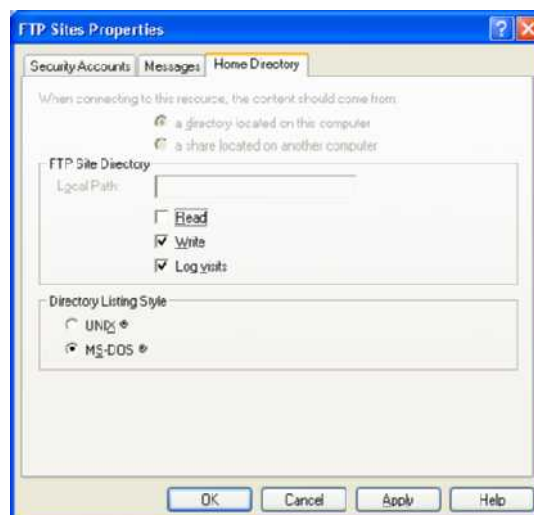 FTP Sites Properties
Security Accounts Messages Home Directory
When connecting to this resource, the content should come from:
a directory located on this computer
a share located on another computer
FTP Site Directory
Local Path:
Read
Write
Log visits
Directory Listing Style
UNIX ®
MS-DOS ®
OK Cancel Apply Help